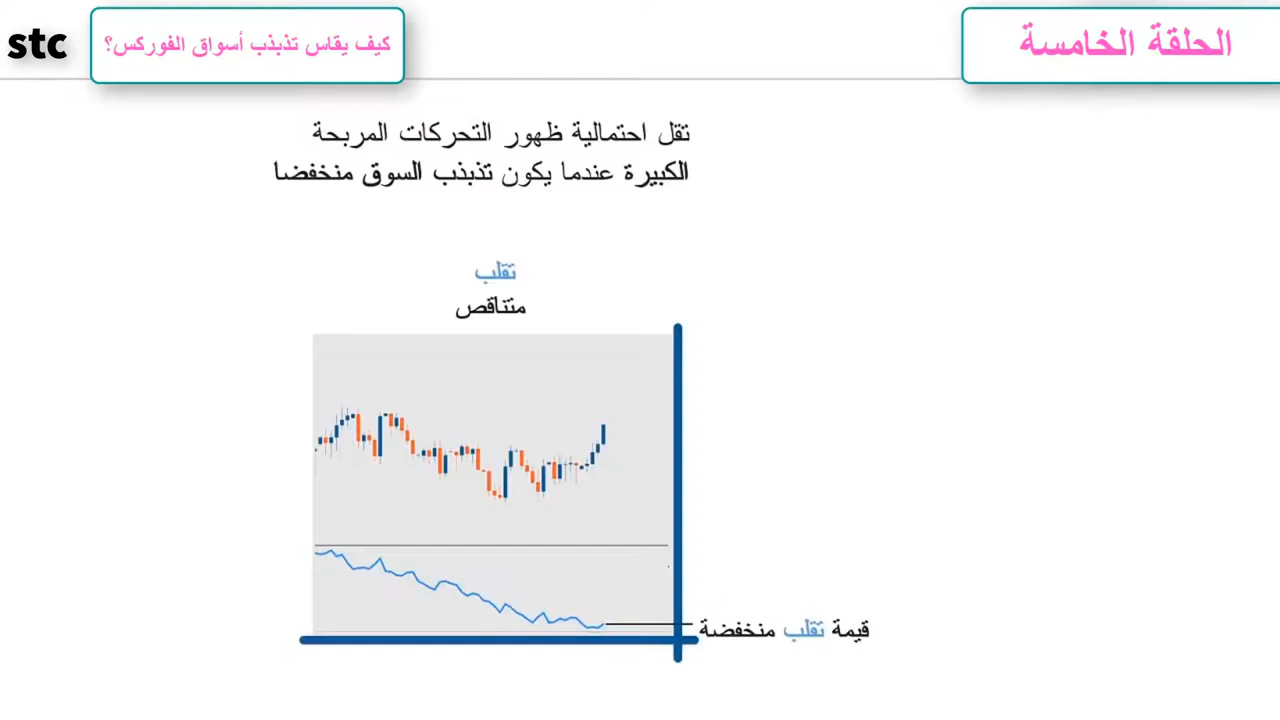 الحلقة الخامسة
كيف يقاس تذبذب أسواق الفوركس؟
stc
تقل احتمالية ظهور التحركات المربحة
الكبيرة عندما يكون تذبذب السوق منخفضا
تقلب
متناقص
قيمة تقلب منخفضة